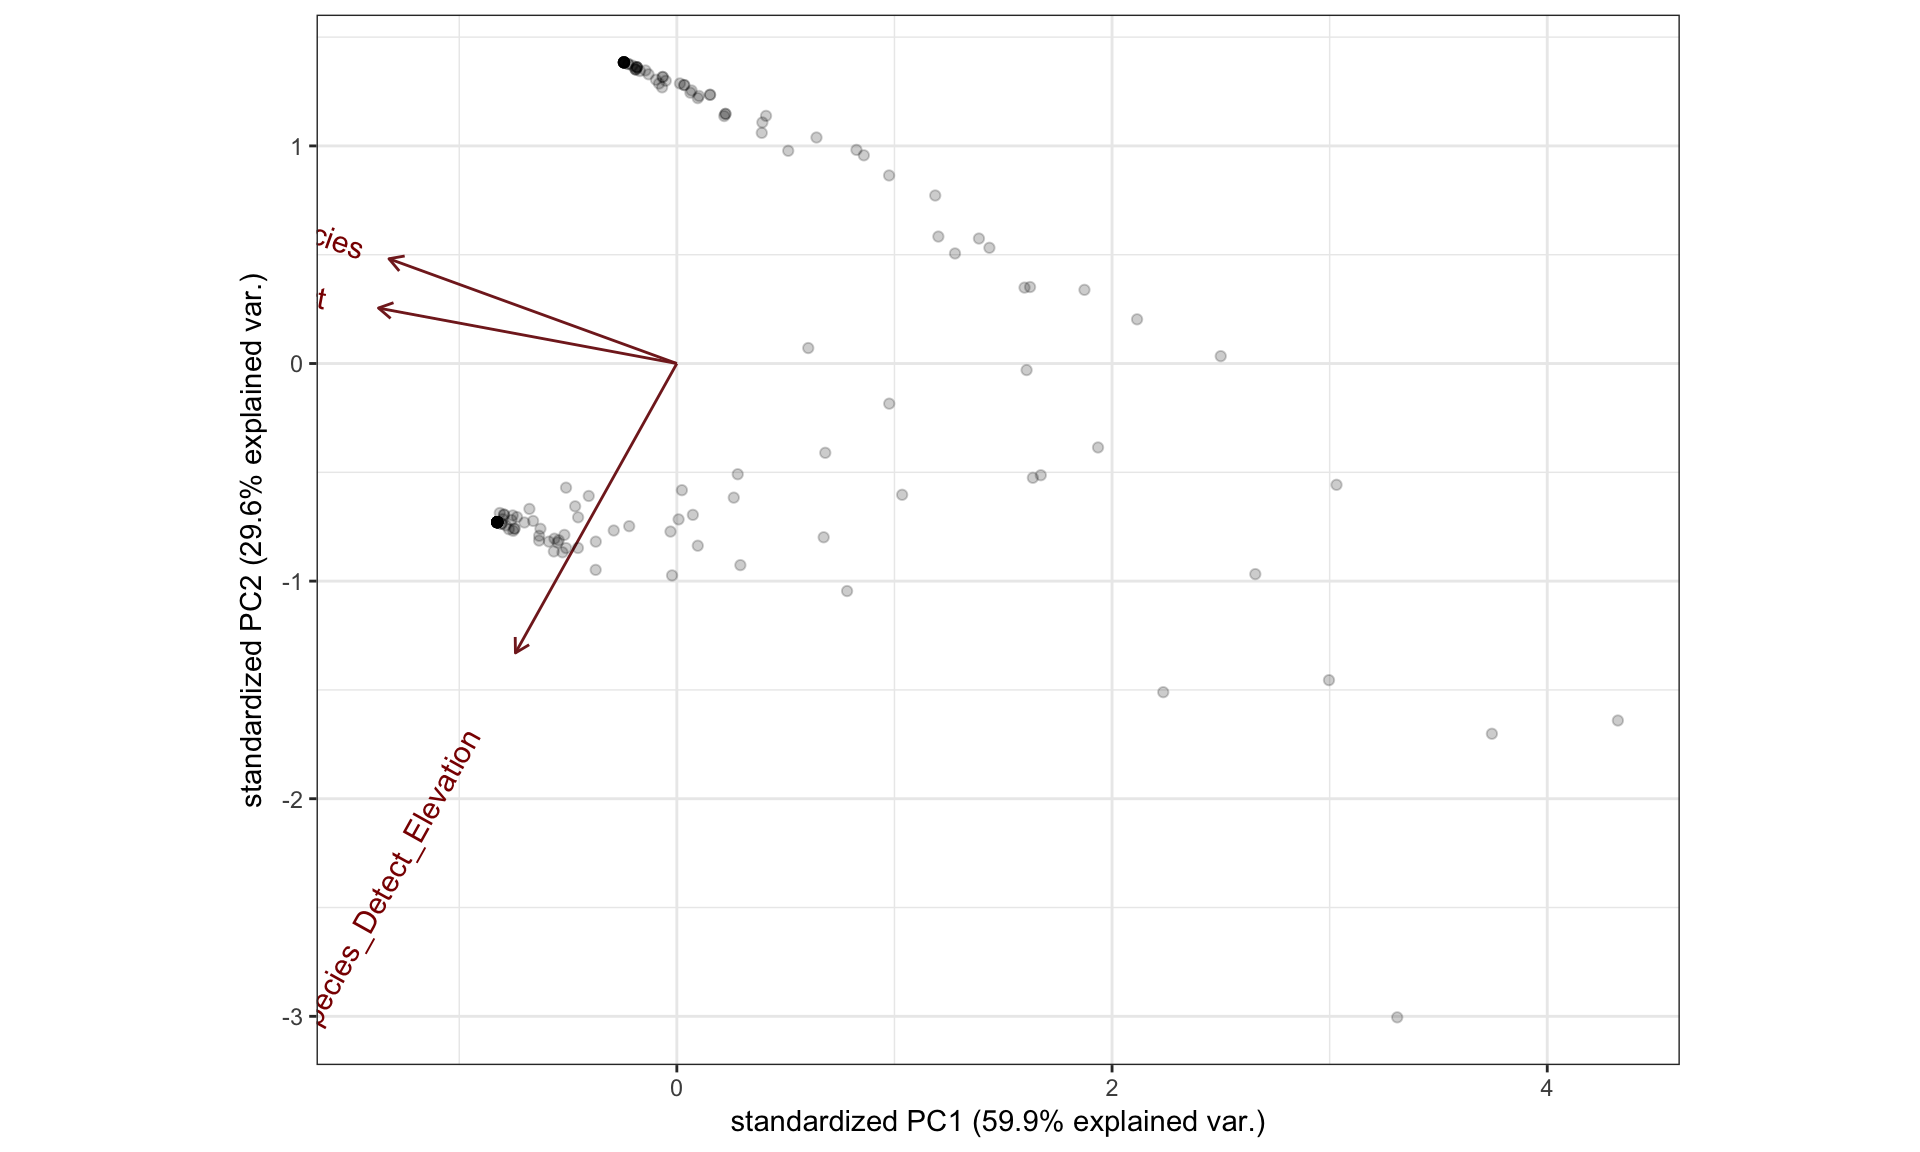 1
0
-1
-2
-3
standardized PC2 (29.6% explained var.)
cies
t
pecies_Detect_Elevation
0
2
4
standardized PC1 (59.9% explained var.)